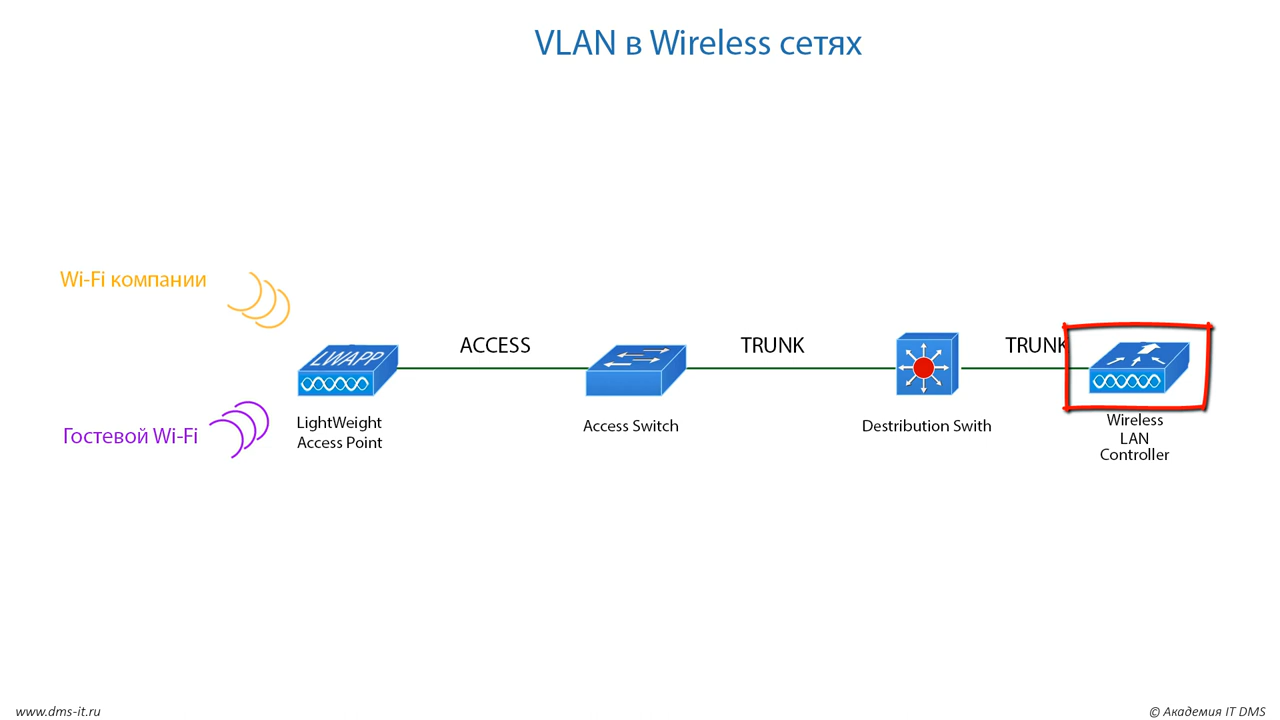 VLAN в Wireless сетях
Wi-Fi компании
ACCESS
TRUNK
TRUNK
LWAPP
Гостевой Wi-Fi
LightWeight
Access Point
Access Switch
Destribution Swith
Wireless
LAN
Controller
www.dms-it.ru
© Академия IT DMS